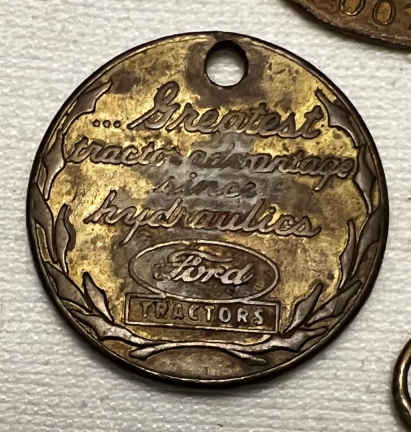 ... Greatest
tractor advantage
since
hydraulics
Ford
TRACTORS